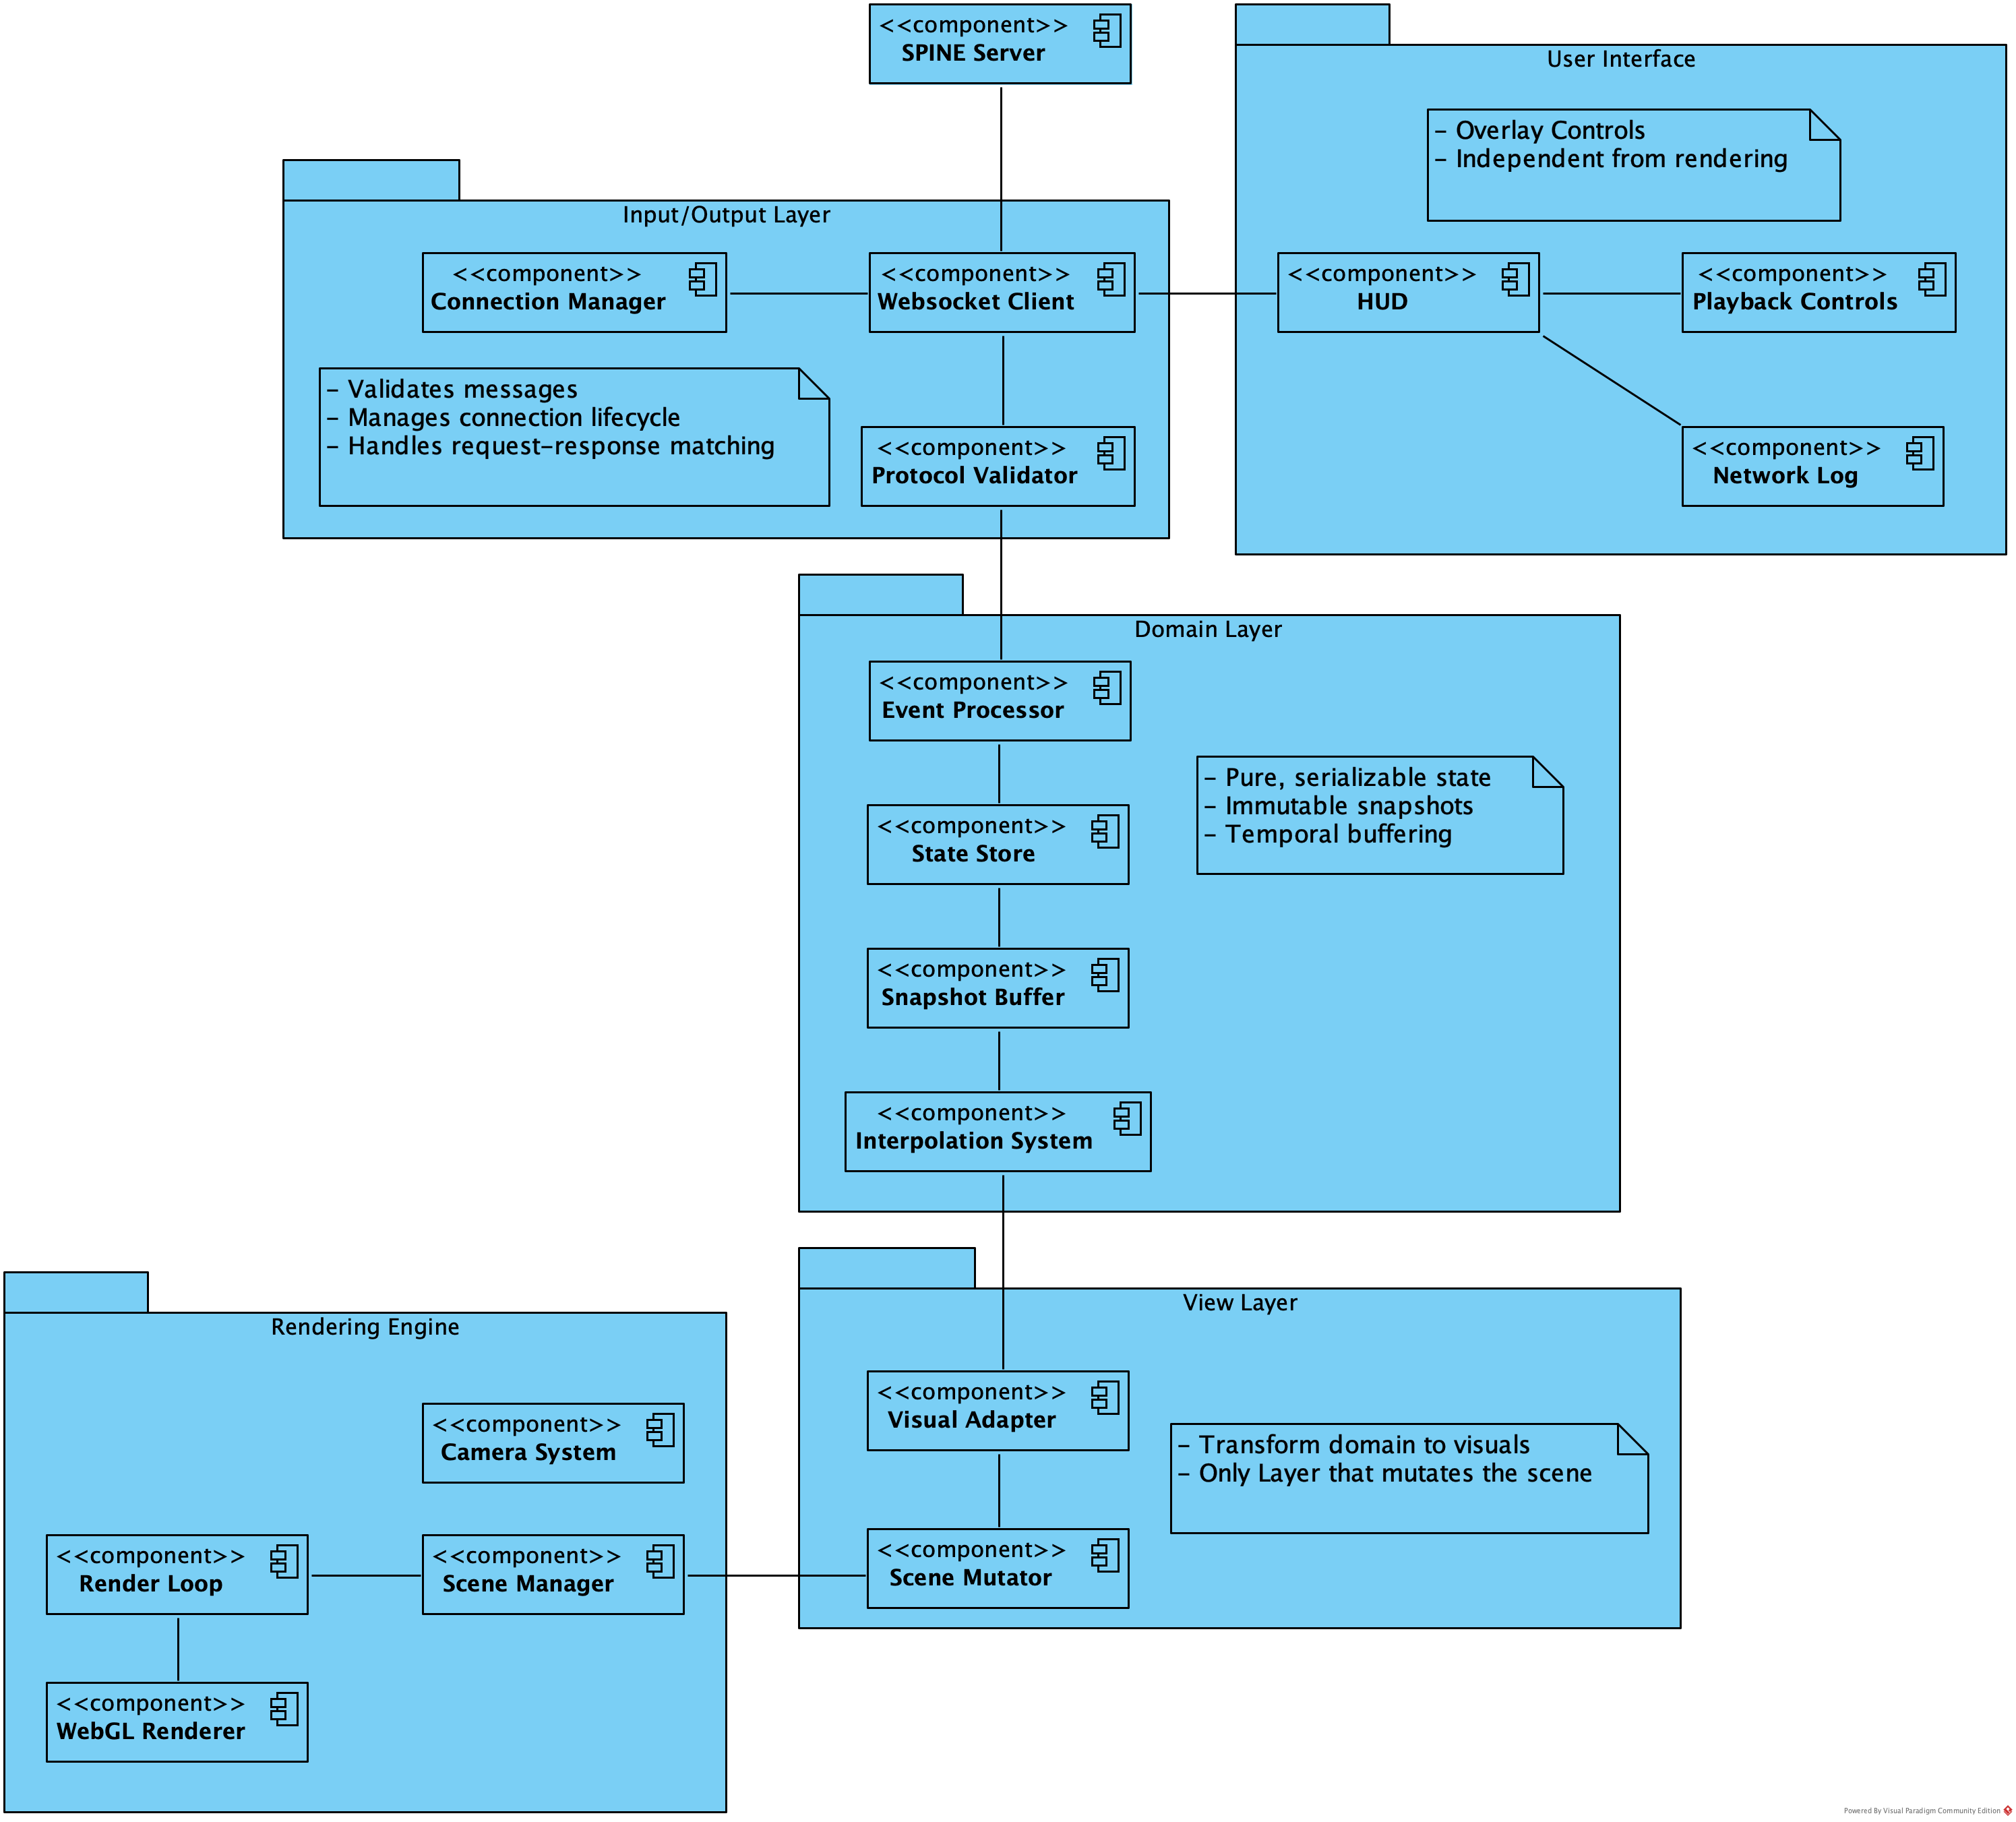 <<component>>
SPINE Server
User Interface
- Overlay Controls
- Independent from rendering
Input/Output Layer
<<component>>
Connection Manager
<<component>>
Websocket Client
<<component>>
HUD
<<component>>
Playback Controls
- Validates messages
- Manages connection lifecycle
- Handles request-response matching
<<component>>
Protocol Validator
<<component>>
Network Log
Domain Layer
<<component>>
Event Processor
- Pure, serializable state
- Immutable snapshots
- Temporal buffering
<<component>>
State Store
<<component>>
Snapshot Buffer
<<component>>
Interpolation System
View Layer
Rendering Engine
<<component>>
Visual Adapter
- Transform domain to visuals
- Only Layer that mutates the scene
<<component>>
Camera System
<<component>>
Render Loop
<<component>>
Scene Manager
<<component>>
Scene Mutator
<<component>>
WebGL Renderer
Powered By Visual Paradigm Community Edition